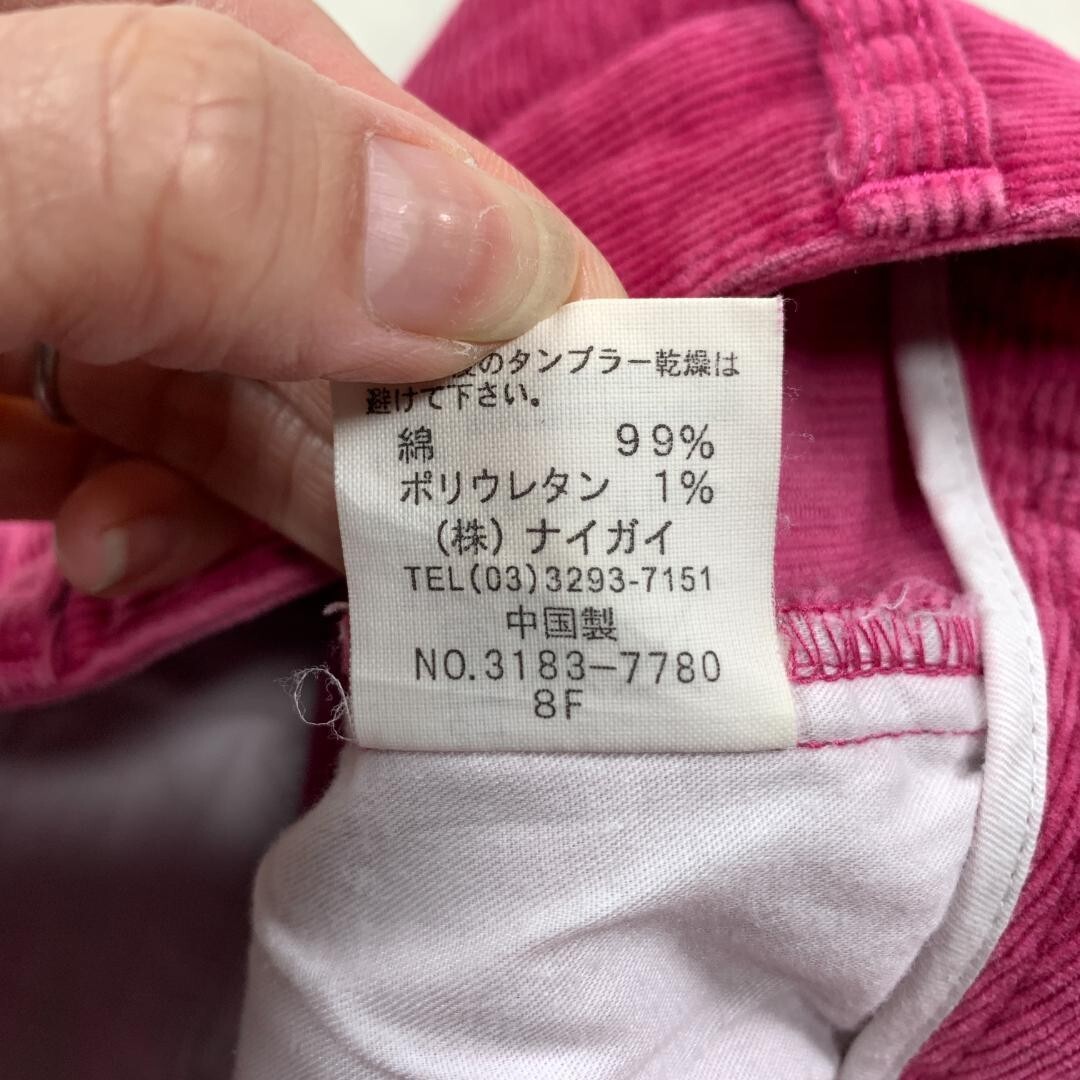 のタンブラー乾燥は
避けて下さい。
綿 99%
ポリウレタン 1%
(株)ナイガイ
TEL(03)3293-7151
中国製
NO.3183-7780
8F